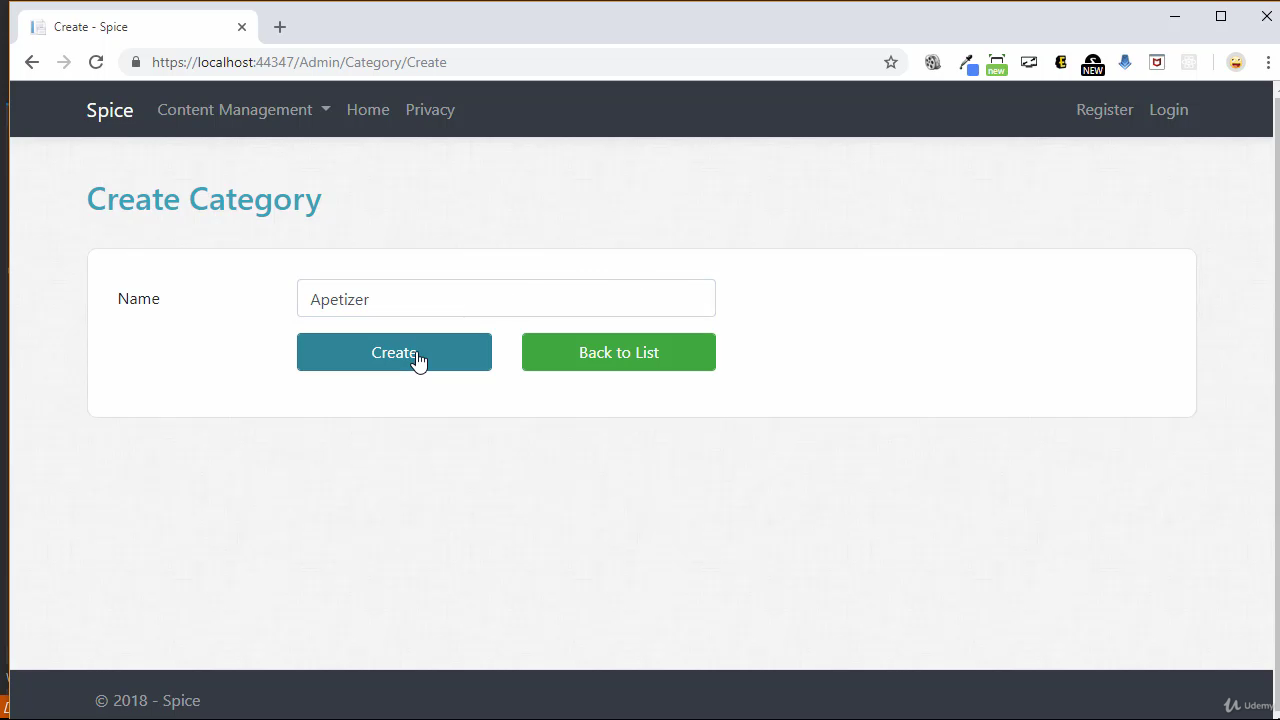 Create - Spice
https://localhost:44347/Admin/Category/Create
new
NEW
Spice Content Management Home Privacy Register Login
Create Category
Name Apetizer
Create Back to List
© 2018 - Spice
Udemy